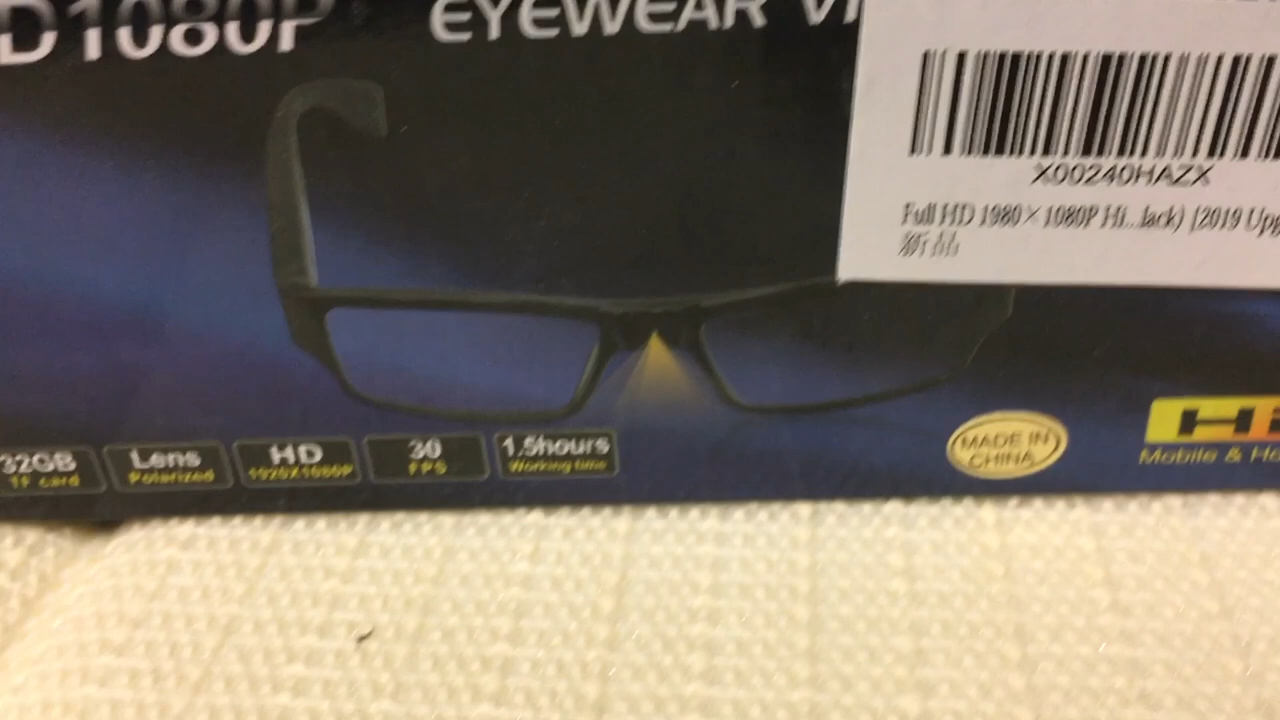 D1080P
EYEWEAR
X00240HAZX
Full HD 1980×1080P Hi...lack) [2019 Upg
新品
32GB
TF card
Lens
Polarized
HD
1920X1080P
30
FPS
1.5hours
Working time
MADE IN
CHINA
Mobile &